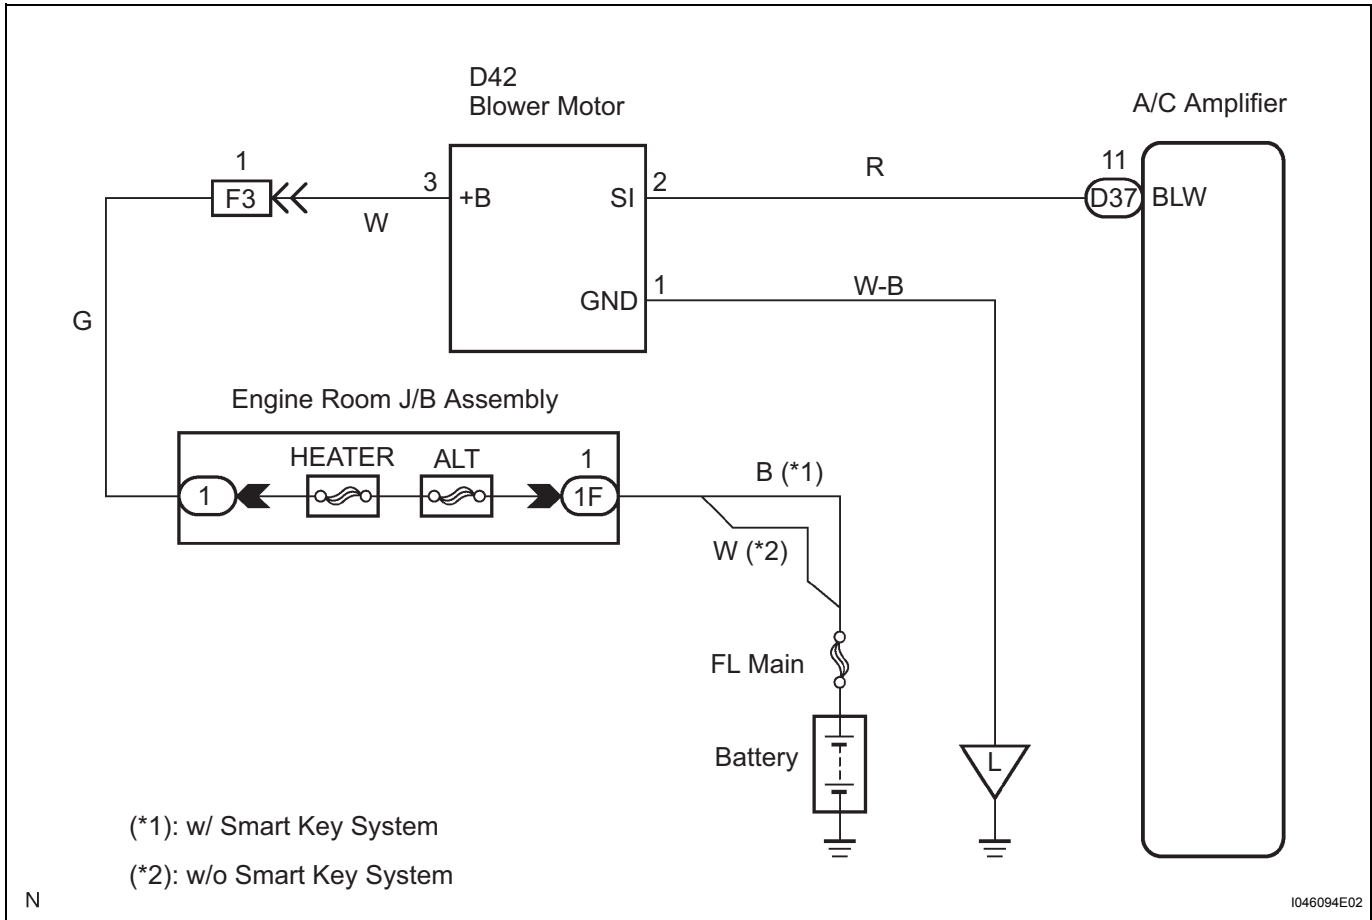 D42
Blower Motor
A/C Amplifier
1
F3
3
+B
SI
2
R
11
D37
BLW
W
GND
1
W-B
G
Engine Room J/B Assembly
HEATER
ALT
1
1
1F
B (*1)
W (*2)
FL Main
Battery
L
(*1): w/ Smart Key System
(*2): w/o Smart Key System
N
I046094E02